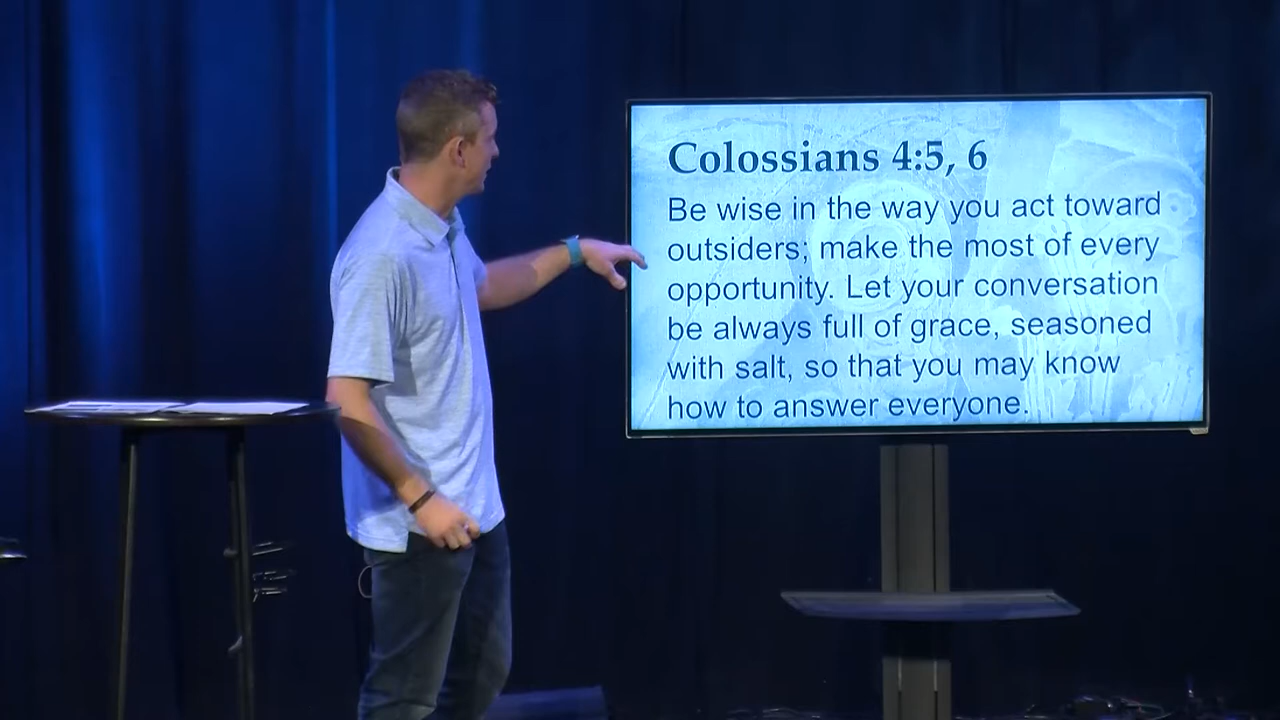 Colossians 4:5, 6
Be wise in the way you act toward
outsiders; make the most of every
opportunity. Let your conversation
be always full of grace, seasoned
with salt, so that you may know
how to answer everyone.